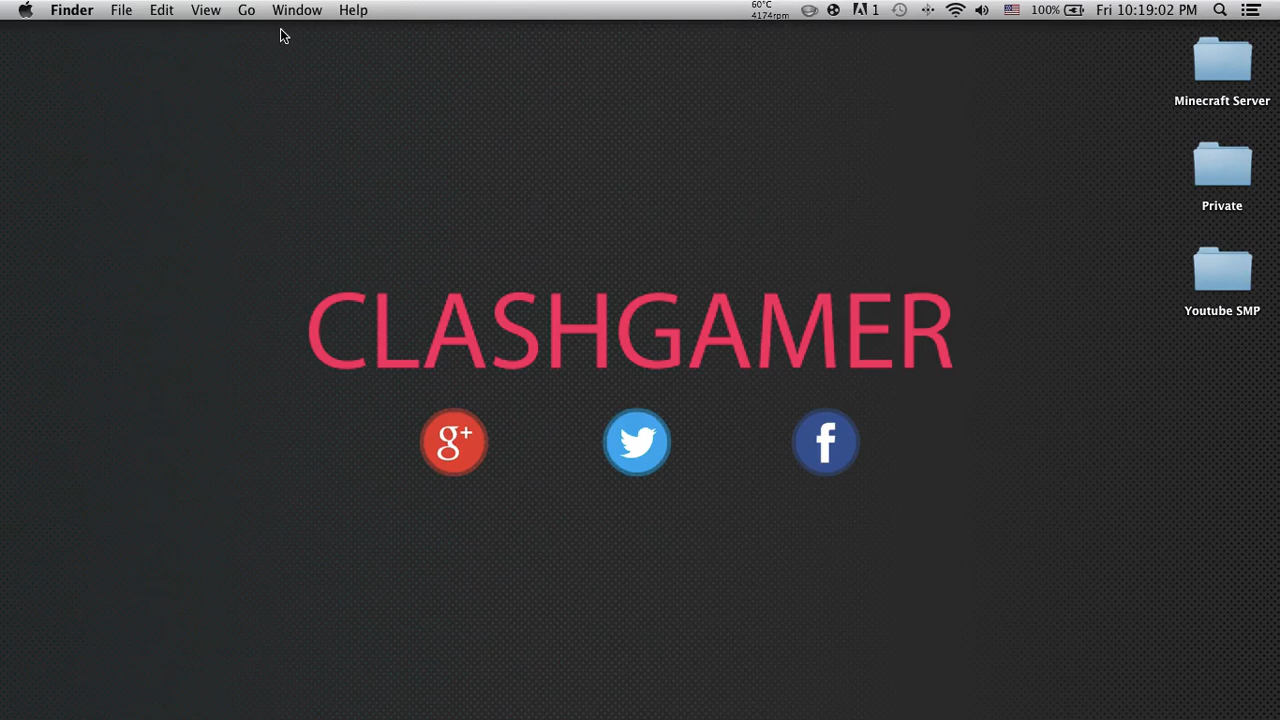 Finder File Edit View Go Window Help 60°C 4174rpm 1 100% Fri 10:19:02 PM
Minecraft Server
Private
Youtube SMP
CLASHGAMER
g+ f